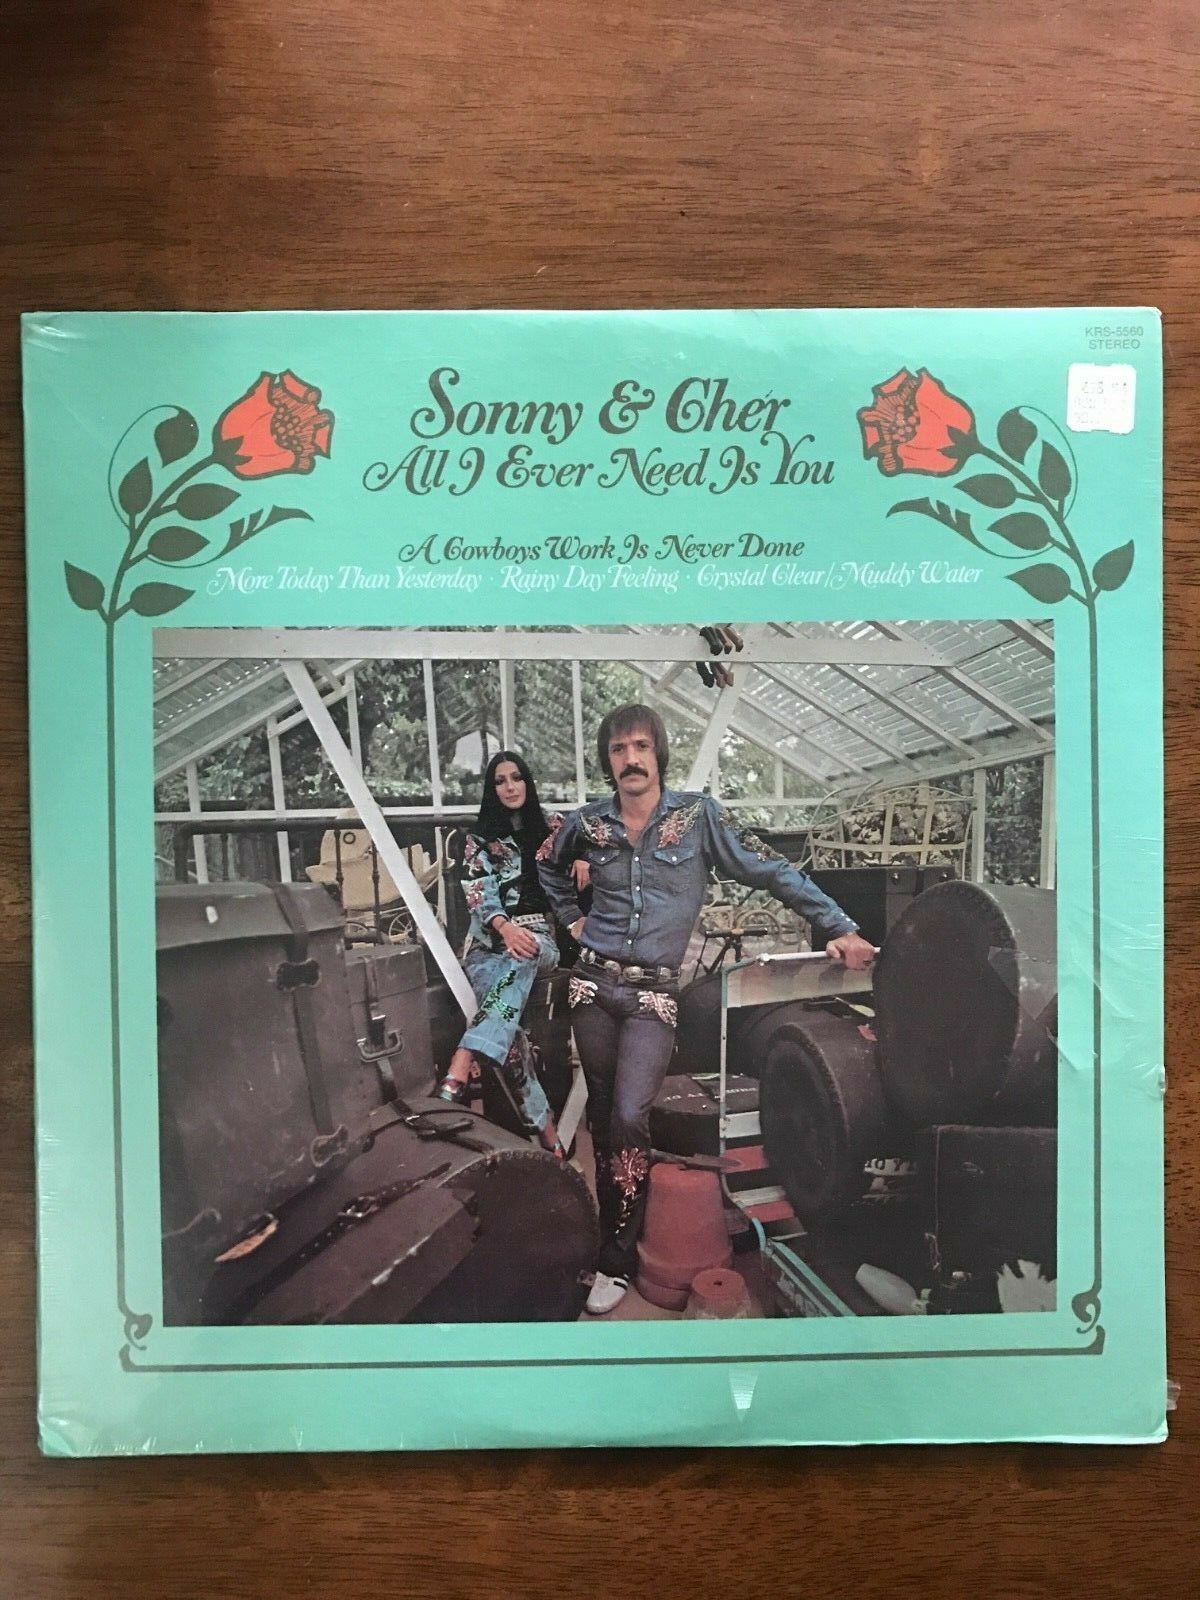 KRS-5560
STEREO
Sonny & Chér
All I Ever Need Is You
A Cowboys Work Is Never Done
More Today Than Yesterday · Rainy Day Feeling · Crystal Clear/Muddy Water